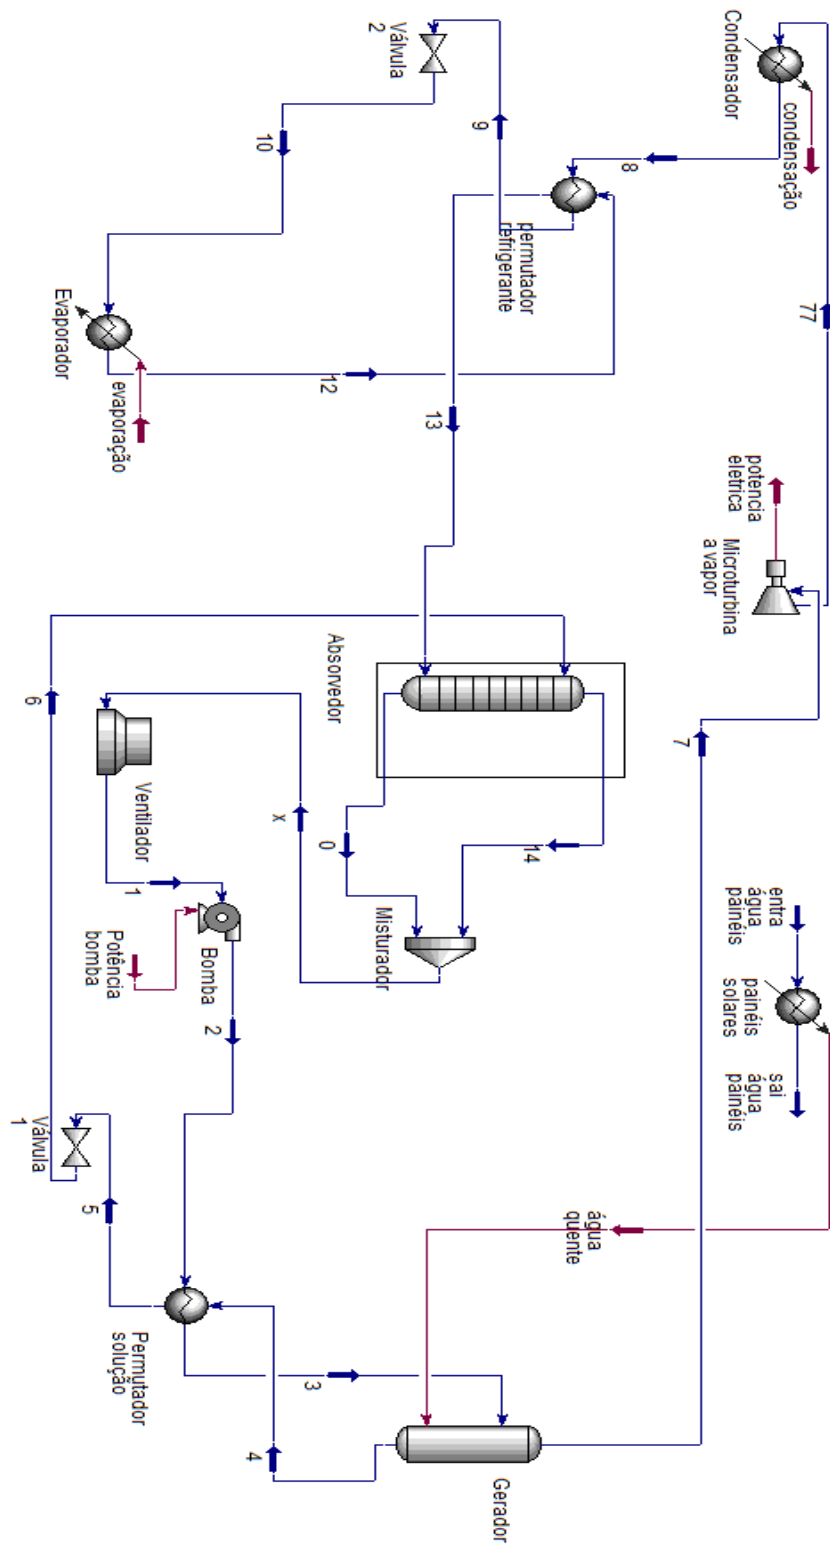 Condensador
condensação
8
9
Válvula
2
10
permutador
refrigerante
Evaporador
evaporação
12
13
77
potencia
eletrica
Microturbina
a vapor
7
Absorvedor
6
Ventilador
x
0
14
Misturador
1
Potência
bomba
Bomba
2
entra
água
painéis
painéis
solares
sai
água
painéis
água
quente
Válvula
1
5
Permutador
solução
3
4
Gerador